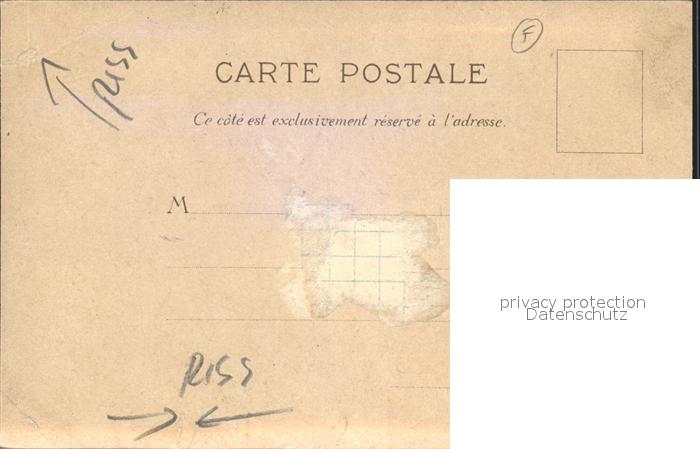 F
RISS
CARTE POSTALE
Ce côté est exclusivement réservé à l'adresse.
M
privacy protection
Datenschutz
RISS